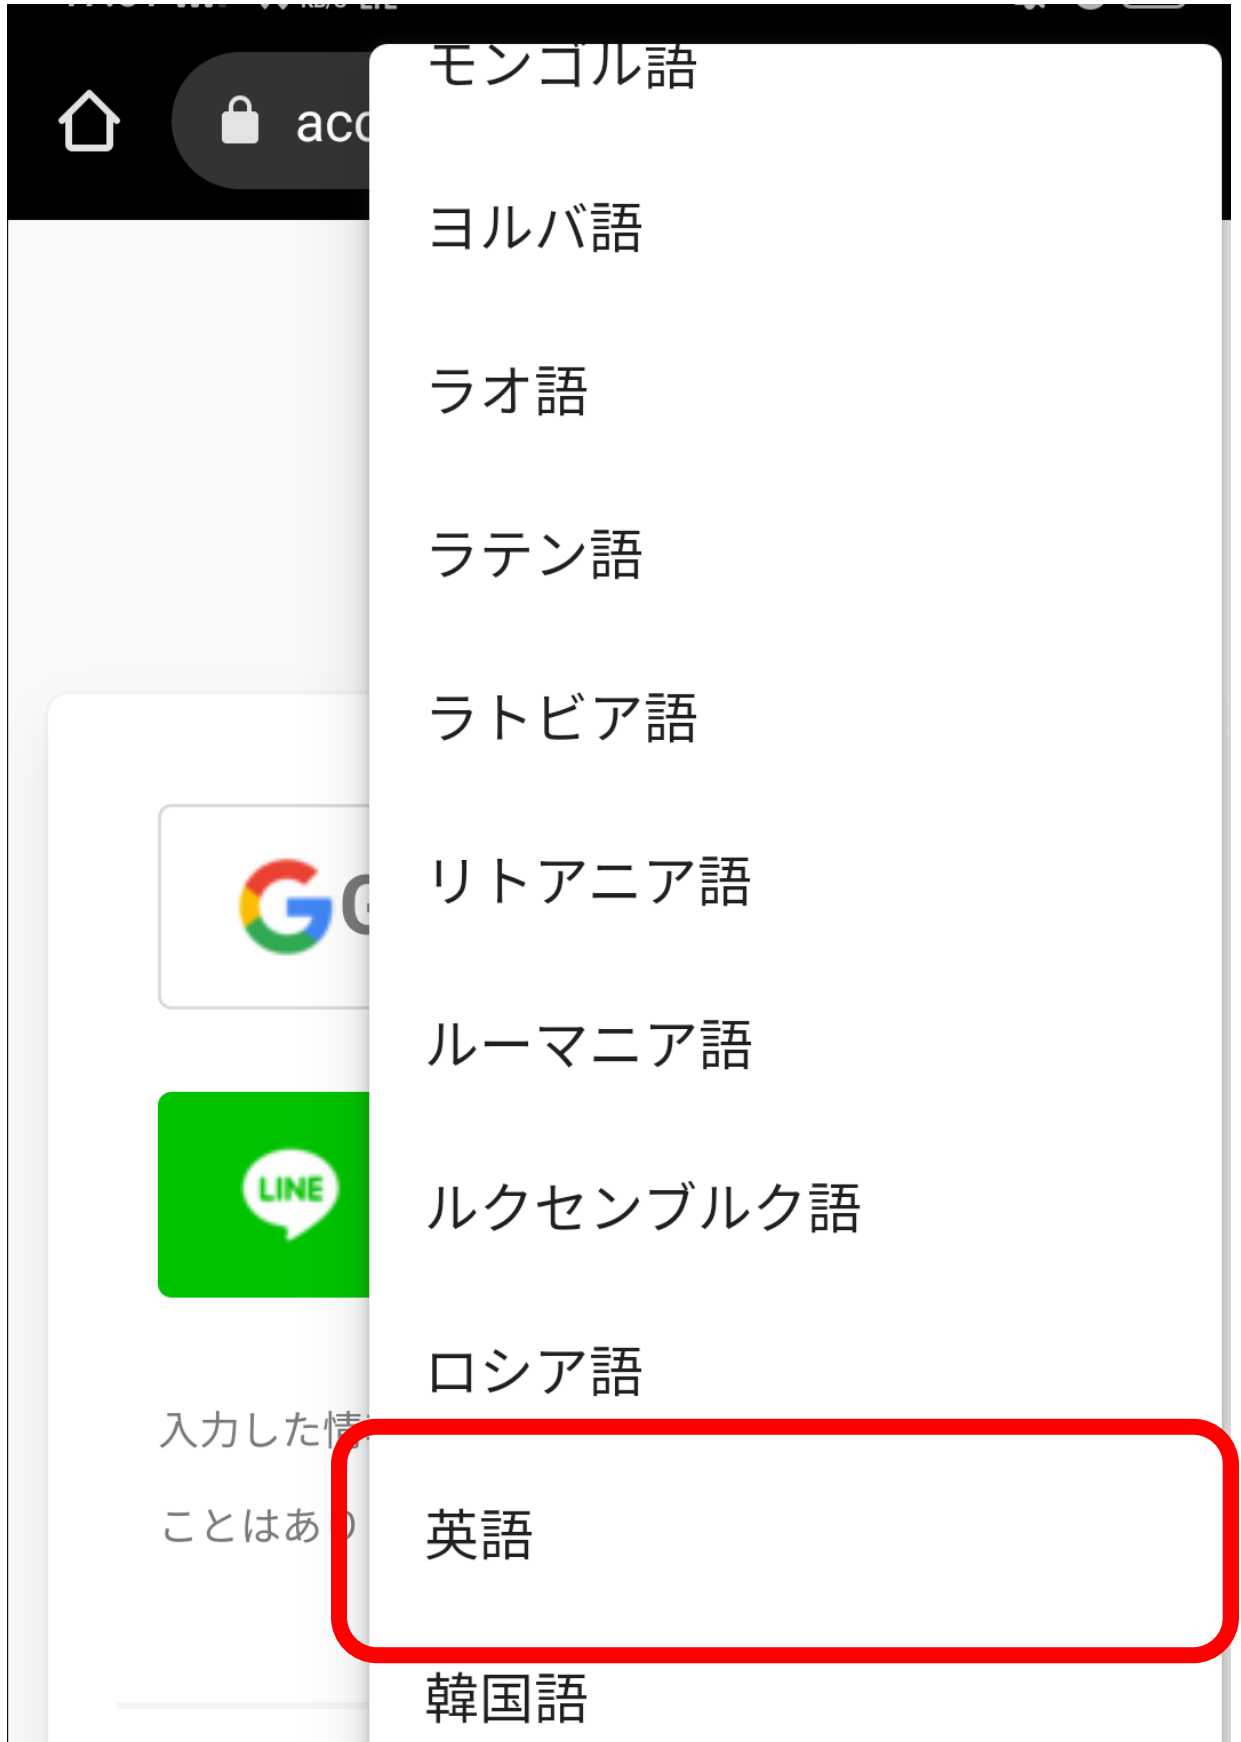 モンゴル語
acc
ヨルバ語
ラオ語
ラテン語
ラトビア語
リトアニア語
G
ルーマニア語
LINE
ルクセンブルク語
ロシア語
入力した情
ことはあり
英語
韓国語